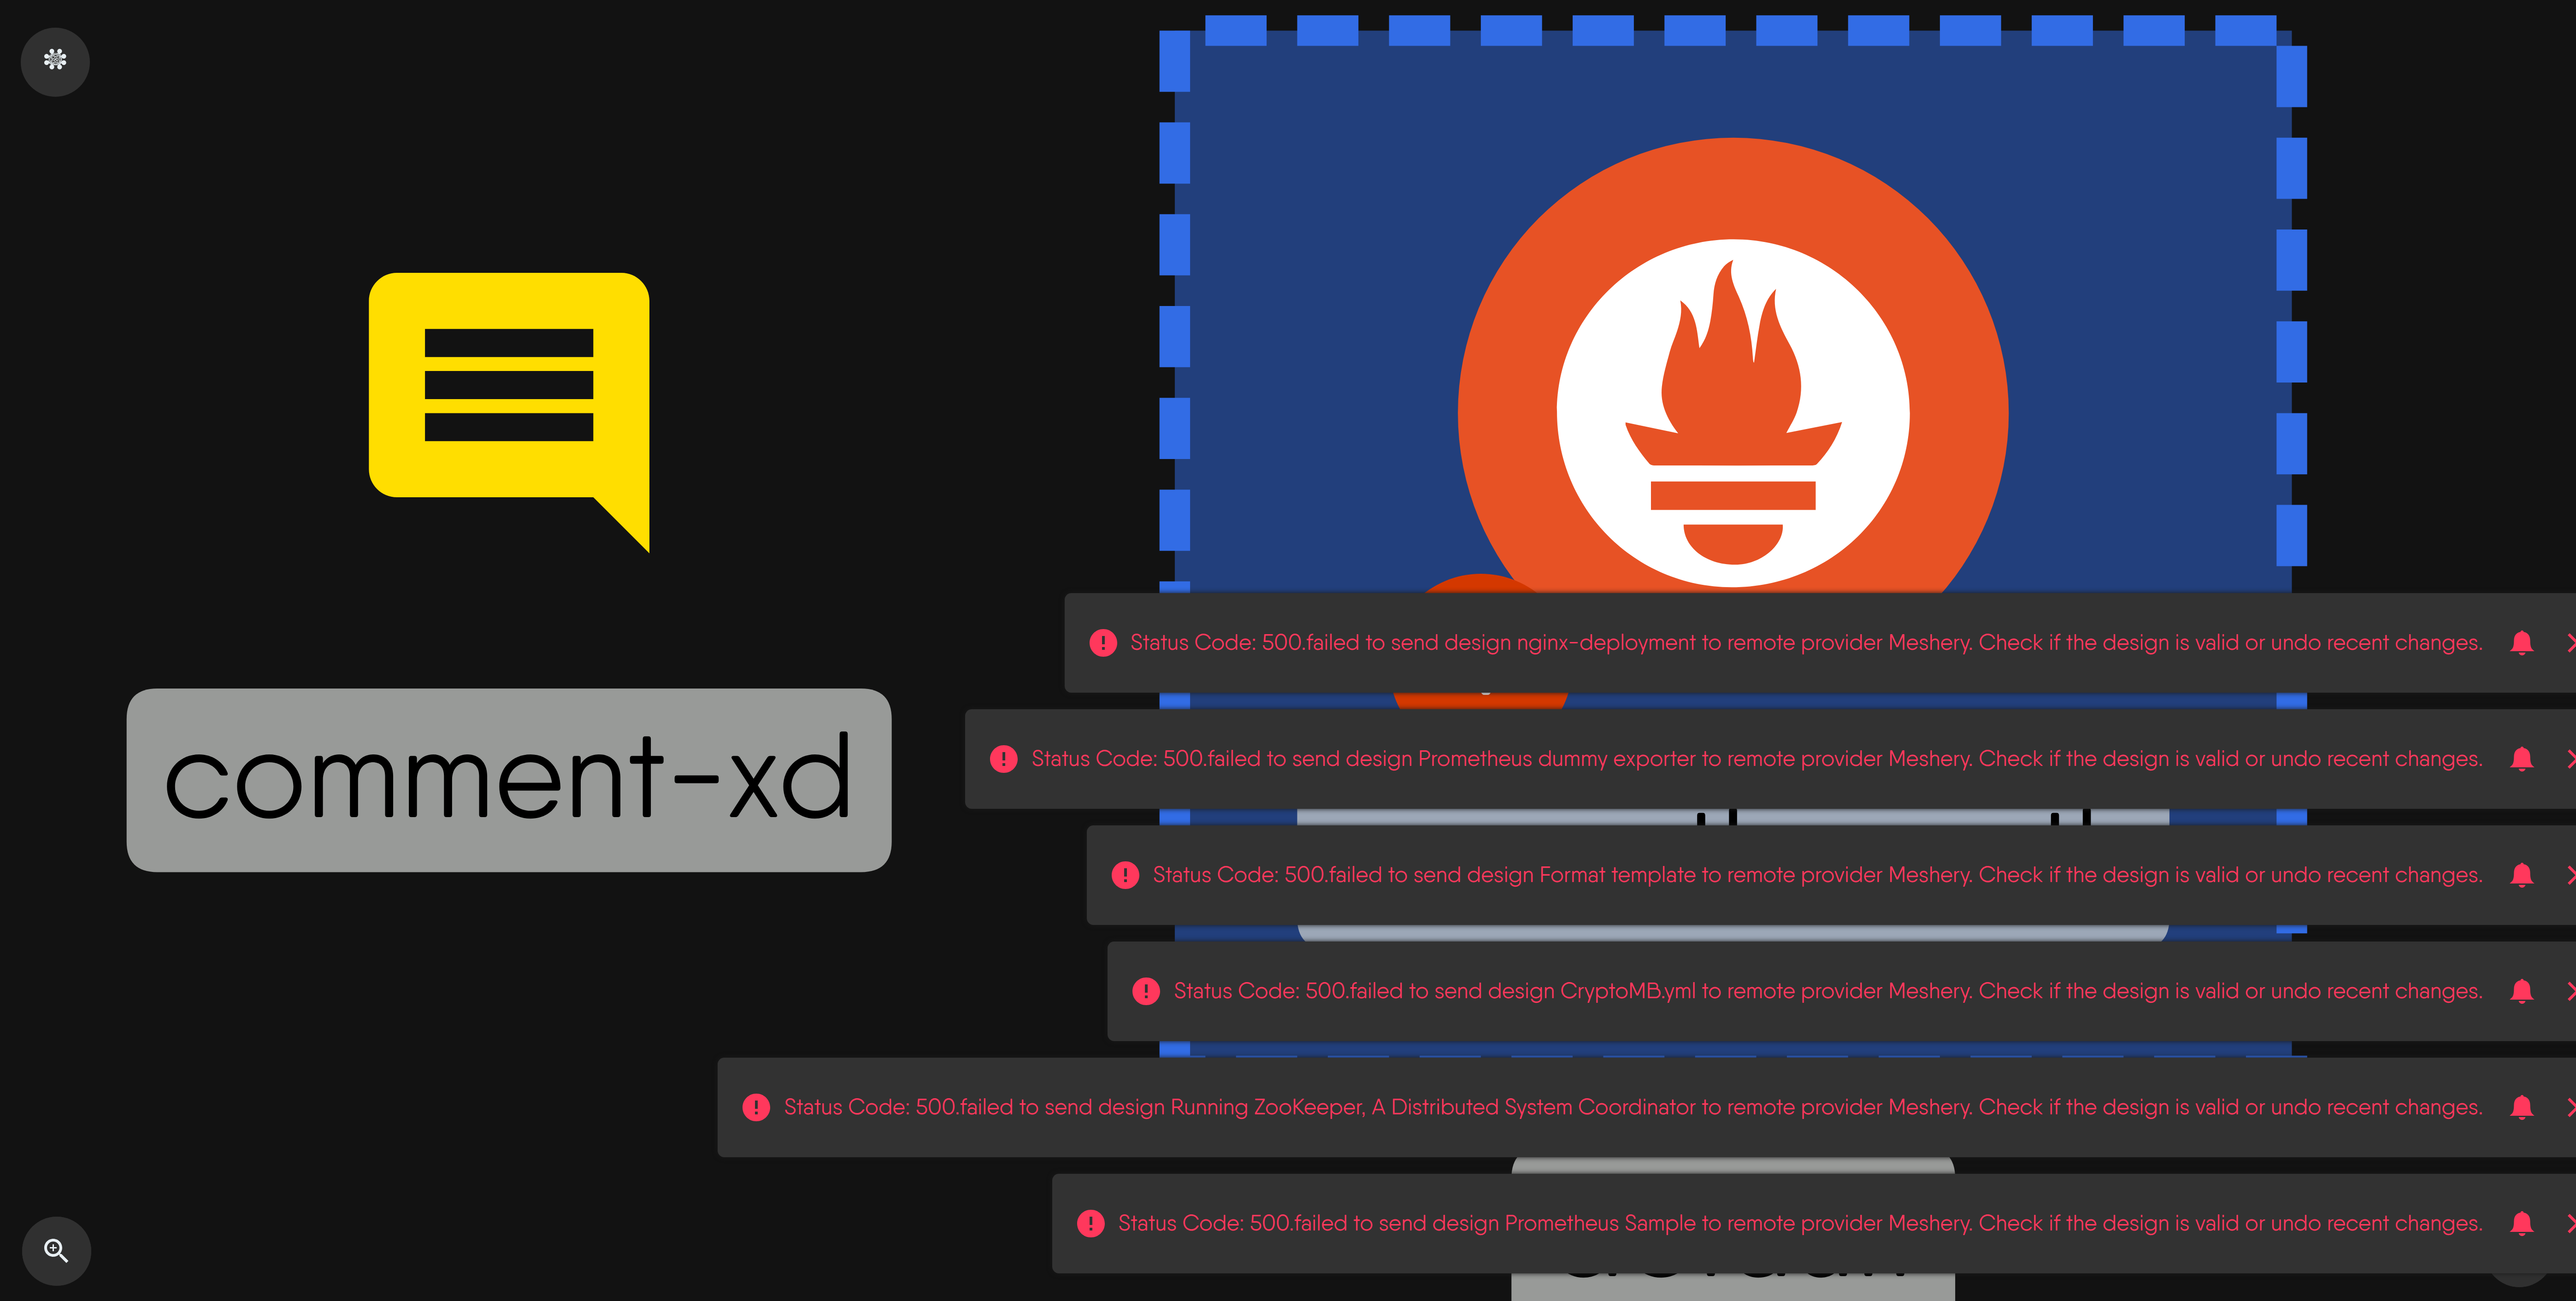 comment-xd
Status Code: 500.failed to send design nginx-deployment to remote provider Meshery. Check if the design is valid or undo recent changes.
Status Code: 500.failed to send design Prometheus dummy exporter to remote provider Meshery. Check if the design is valid or undo recent changes.
Status Code: 500.failed to send design Format template to remote provider Meshery. Check if the design is valid or undo recent changes.
Status Code: 500.failed to send design CryptoMB.yml to remote provider Meshery. Check if the design is valid or undo recent changes.
Status Code: 500.failed to send design Running ZooKeeper, A Distributed System Coordinator to remote provider Meshery. Check if the design is valid or undo recent changes.
Status Code: 500.failed to send design Prometheus Sample to remote provider Meshery. Check if the design is valid or undo recent changes.